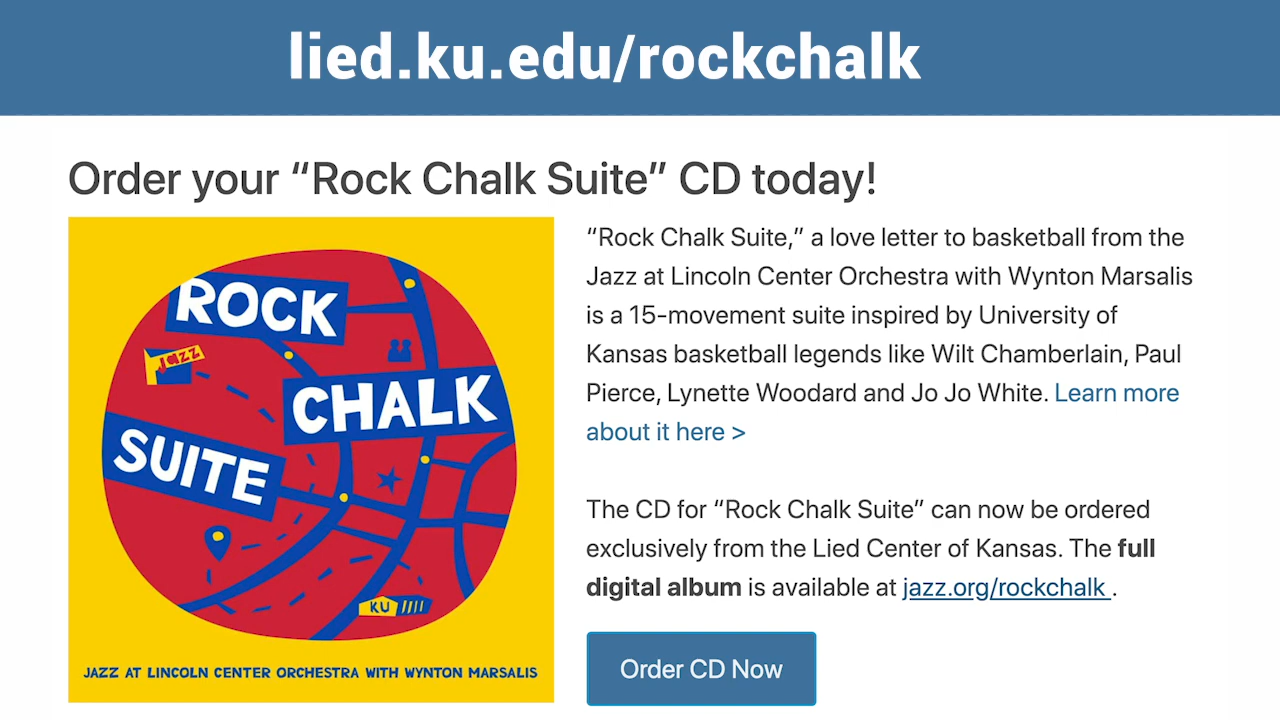 lied.ku.edu/rockchalk
Order your “Rock Chalk Suite” CD today!
ROCK
JAZZ
CHALK
SUITE
KU
JAZZ AT LINCOLN CENTER ORCHESTRA WITH WYNTON MARSALIS
“Rock Chalk Suite,” a love letter to basketball from the
Jazz at Lincoln Center Orchestra with Wynton Marsalis
is a 15-movement suite inspired by University of
Kansas basketball legends like Wilt Chamberlain, Paul
Pierce, Lynette Woodard and Jo Jo White. Learn more
about it here >
The CD for “Rock Chalk Suite” can now be ordered
exclusively from the Lied Center of Kansas. The full
digital album is available at jazz.org/rockchalk .
Order CD Now